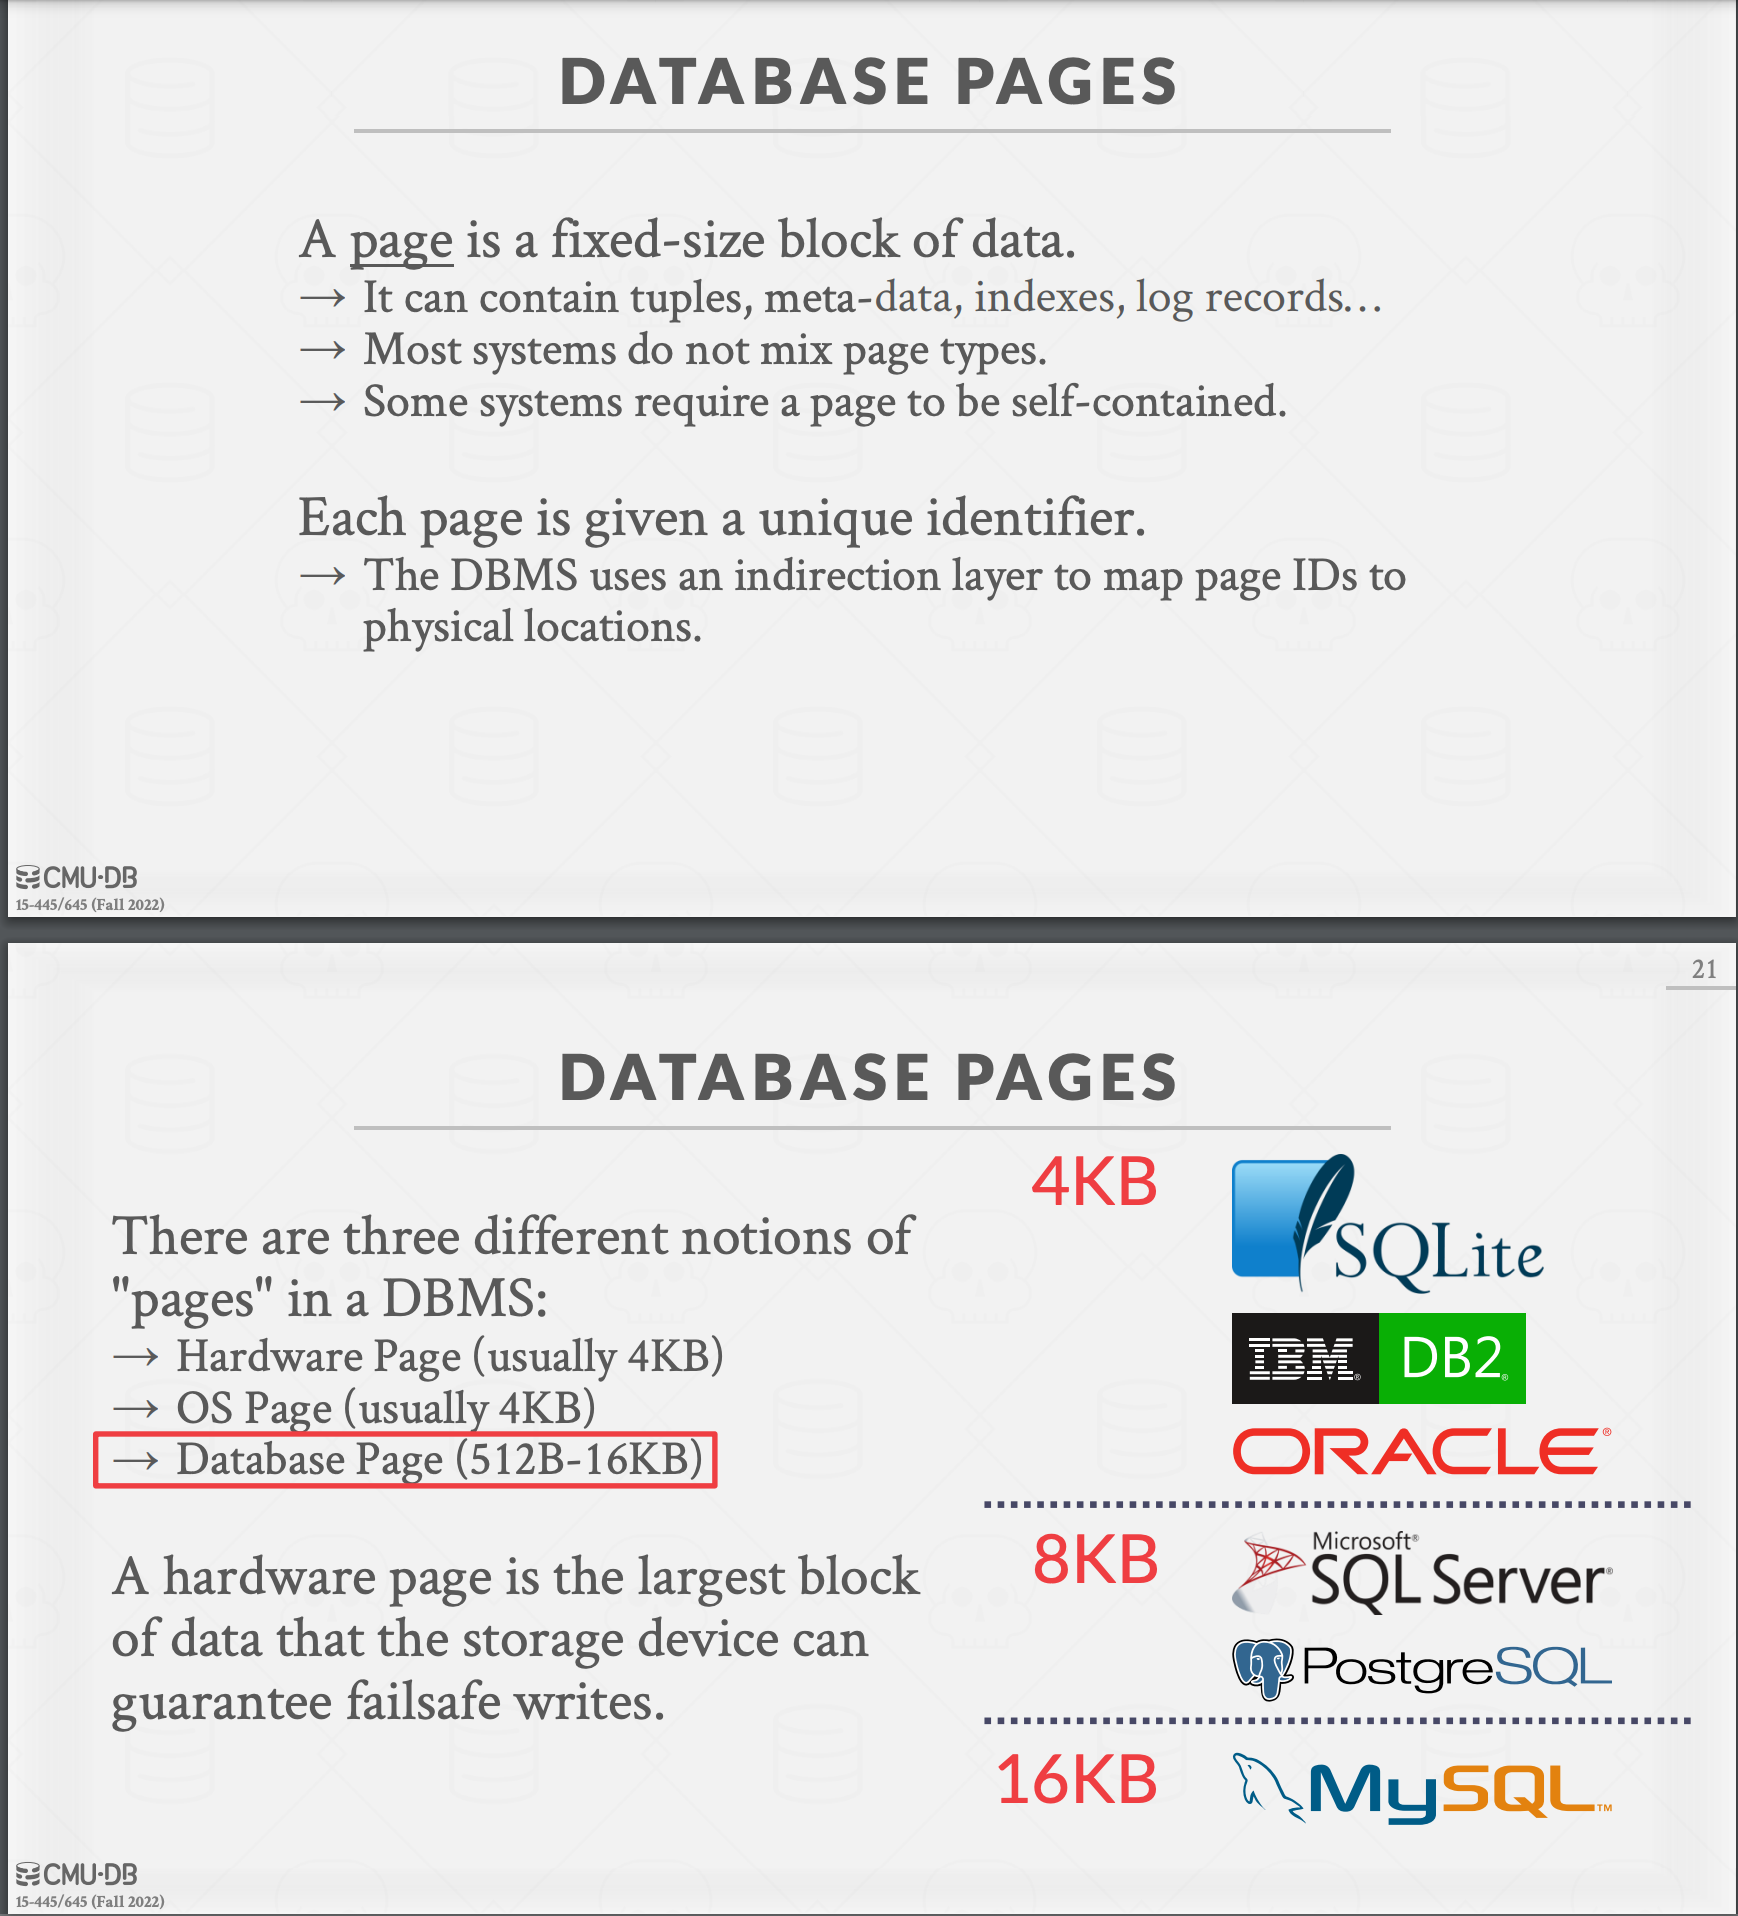 DATABASE PAGES
A page is a fixed-size block of data.
→ It can contain tuples, meta-data, indexes, log records…
→ Most systems do not mix page types.
→ Some systems require a page to be self-contained.
Each page is given a unique identifier.
→ The DBMS uses an indirection layer to map page IDs to
physical locations.
CMU·DB
15-445/645 (Fall 2022)
21
DATABASE PAGES
There are three different notions of
"pages" in a DBMS:
→ Hardware Page (usually 4KB)
→ OS Page (usually 4KB)
→ Database Page (512B-16KB)
A hardware page is the largest block
of data that the storage device can
guarantee failsafe writes.
4KB
SQLite
IBM® DB2®
ORACLE®
8KB
Microsoft®
SQL Server®
PostgreSQL
16KB
MySQL™
CMU·DB
15-445/645 (Fall 2022)